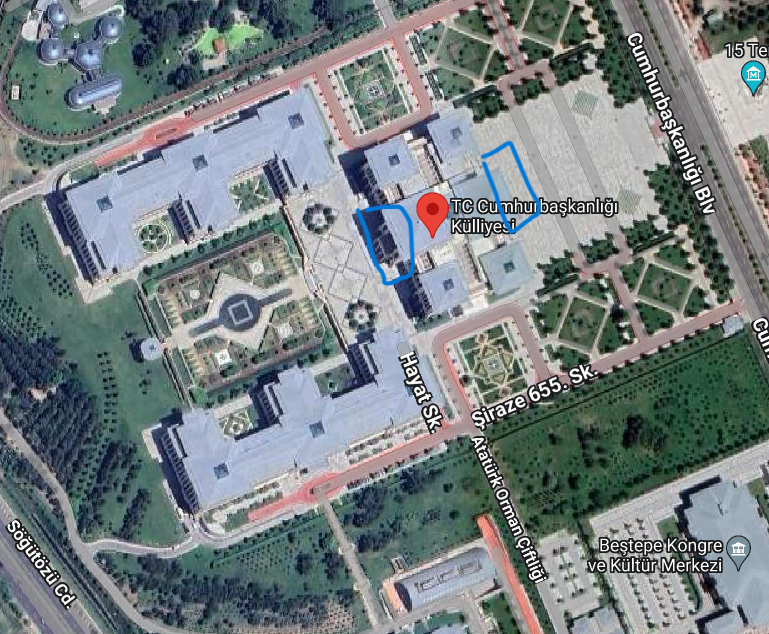 Cumhurbaşkanlığı Blv
15 Te
TC Cumhurbaşkanlığı
Külliyesi
Hayat Sk
Şiraze 655. Sk.
Cum
Atatürk Orman Çiftliği
Söğütözü Cd.
Beştepe Kongre
ve Kültür Merkezi